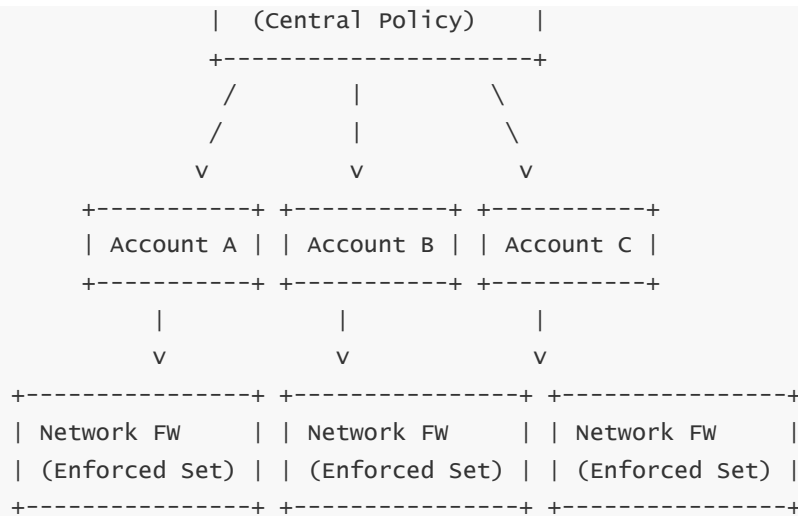 |  (Central Policy)    |
+----------------------+
/        |         \
/         |          \
v          v           v
+-----------+ +-----------+ +-----------+
| Account A | | Account B | | Account C |
+-----------+ +-----------+ +-----------+
|            |             |
v            v             v
+----------------+ +----------------+ +----------------+
| Network FW     | | Network FW     | | Network FW     |
| (Enforced Set) | | (Enforced Set) | | (Enforced Set) |
+----------------+ +----------------+ +----------------+